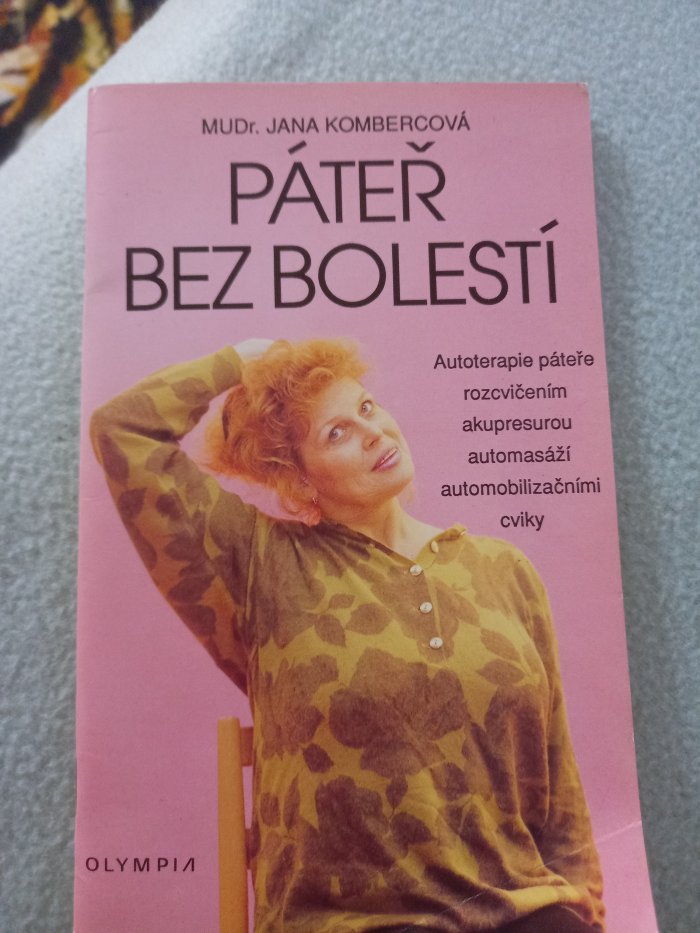 MUDr. JANA KOMBERCOVÁ
PÁTEŘ
BEZ BOLESTÍ
Autoterapie páteře
rozcvičením
akupresurou
automasáží
automobilizačními
cviky
OLYMPIA